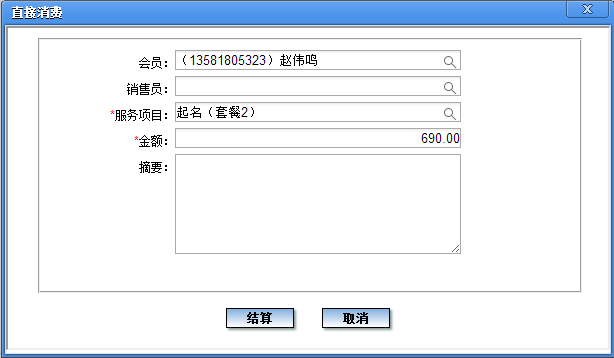 直接消费
会员：（13581805323）赵伟鸣
销售员：
*服务项目：起名（套餐2）
*金额：690.00
摘要：
结算 取消